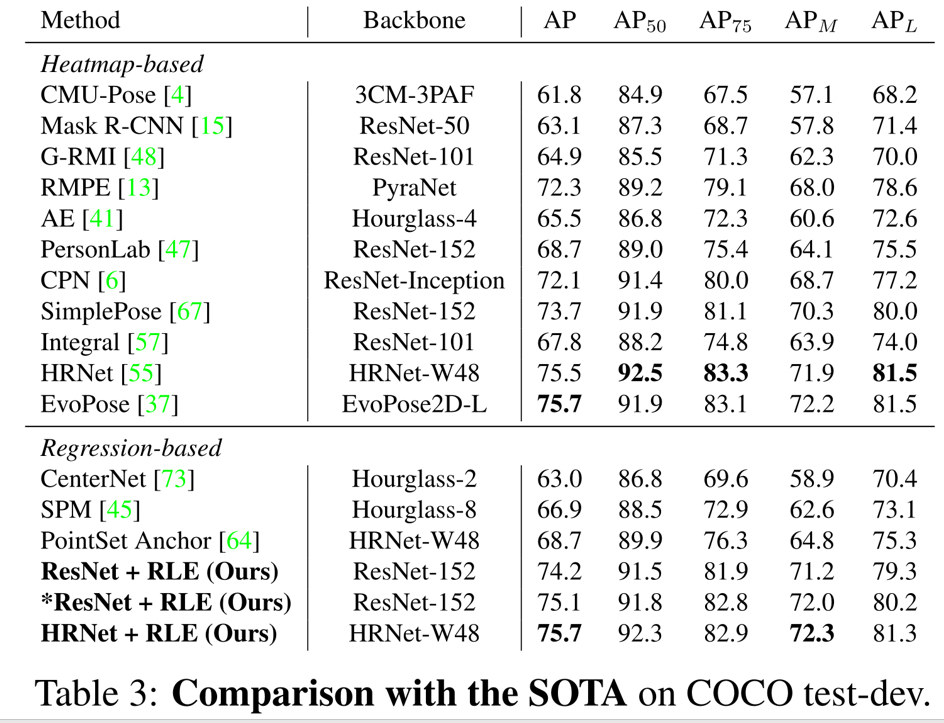 Method Backbone AP AP50 AP75 APM APL
Heatmap-based
CMU-Pose [4] 3CM-3PAF 61.8 84.9 67.5 57.1 68.2
Mask R-CNN [15] ResNet-50 63.1 87.3 68.7 57.8 71.4
G-RMI [48] ResNet-101 64.9 85.5 71.3 62.3 70.0
RMPE [13] PyraNet 72.3 89.2 79.1 68.0 78.6
AE [41] Hourglass-4 65.5 86.8 72.3 60.6 72.6
PersonLab [47] ResNet-152 68.7 89.0 75.4 64.1 75.5
CPN [6] ResNet-Inception 72.1 91.4 80.0 68.7 77.2
SimplePose [67] ResNet-152 73.7 91.9 81.1 70.3 80.0
Integral [57] ResNet-101 67.8 88.2 74.8 63.9 74.0
HRNet [55] HRNet-W48 75.5 92.5 83.3 71.9 81.5
EvoPose [37] EvoPose2D-L 75.7 91.9 83.1 72.2 81.5
Regression-based
CenterNet [73] Hourglass-2 63.0 86.8 69.6 58.9 70.4
SPM [45] Hourglass-8 66.9 88.5 72.9 62.6 73.1
PointSet Anchor [64] HRNet-W48 68.7 89.9 76.3 64.8 75.3
ResNet + RLE (Ours) ResNet-152 74.2 91.5 81.9 71.2 79.3
*ResNet + RLE (Ours) ResNet-152 75.1 91.8 82.8 72.0 80.2
HRNet + RLE (Ours) HRNet-W48 75.7 92.3 82.9 72.3 81.3
Table 3: Comparison with the SOTA on COCO test-dev.